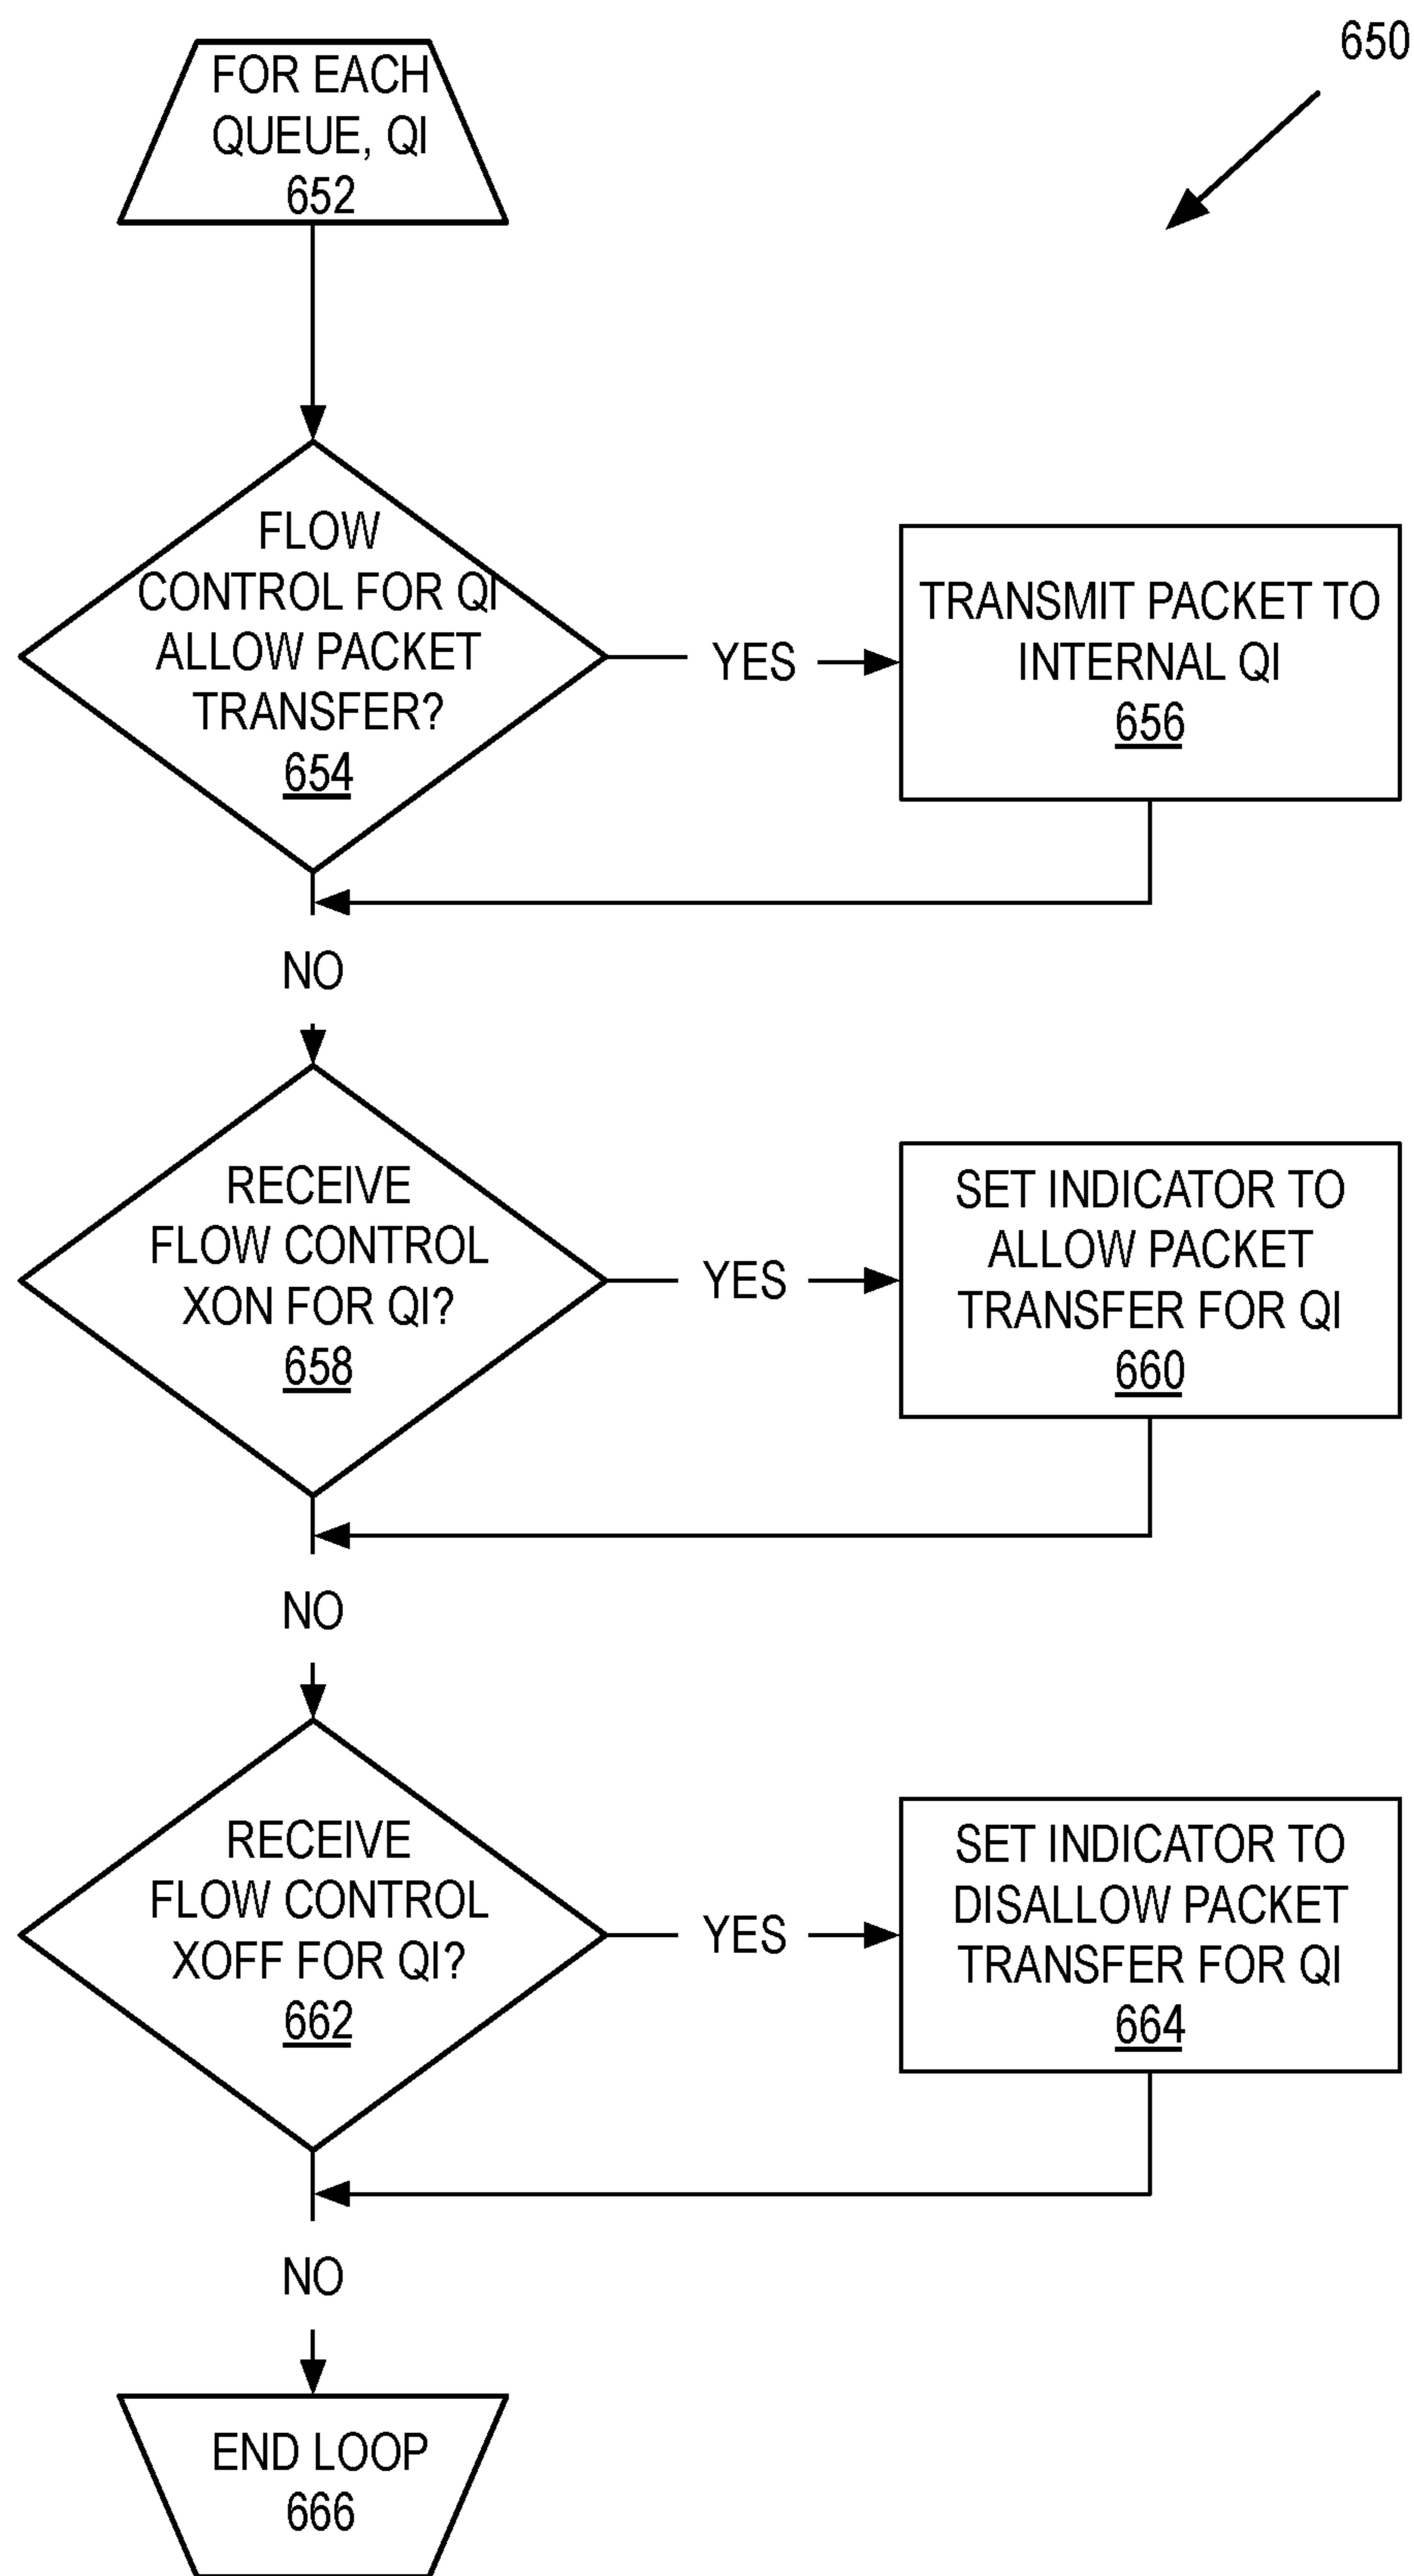 650
FOR EACH
QUEUE, QI
652
FLOW
CONTROL FOR QI
ALLOW PACKET
TRANSFER?
654
YES
TRANSMIT PACKET TO
INTERNAL QI
656
NO
RECEIVE
FLOW CONTROL
XON FOR QI?
658
YES
SET INDICATOR TO
ALLOW PACKET
TRANSFER FOR QI
660
NO
RECEIVE
FLOW CONTROL
XOFF FOR QI?
662
YES
SET INDICATOR TO
DISALLOW PACKET
TRANSFER FOR QI
664
NO
END LOOP
666